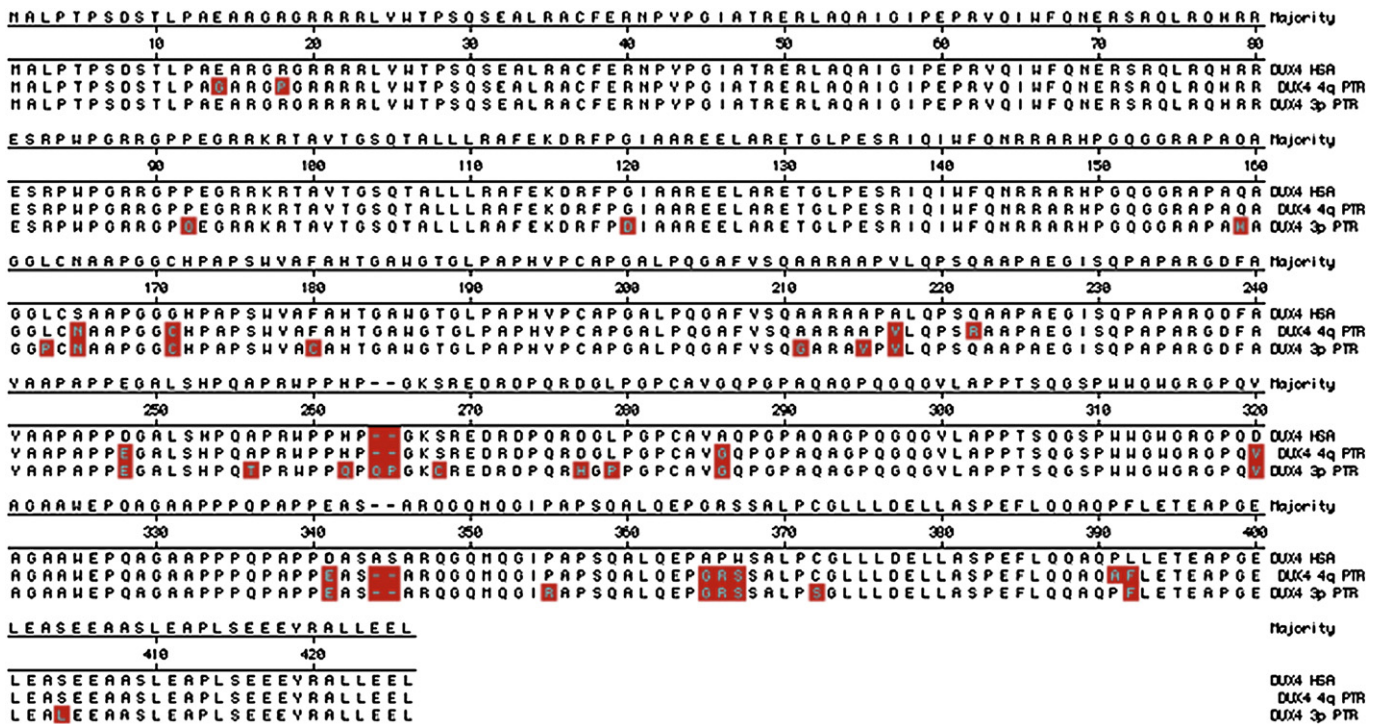 MALPTPSDSTLPAEARGRGRRRRLVWTPSQSEALRACFERNPYPGIATRERLAQAIGIPEPRVQIWFQNERSRQLRQHRR Majority
10 20 30 40 50 60 70 80
MALPTPSDSTLPAEARGRGRRRRLVWTPSQSEALRACFERNPYPGIATRERLAQAIGIPEPRVQIWFQNERSRQLRQHRR DUX4 HSA
MALPTPSDSTLPAGARGPGRRRRLVWTPSQSEALRACFERNPYPGIATRERLAQAIGIPEPRVQIWFQNERSRQLRQHRR DUX4 4q PTR
MALPTPSDSTLPAEARGRGRRRRLVWTPSQSEALRACFERNPYPGIATRERLAQAIGIPEPRVQIWFQNERSRQLRQHRR DUX4 3p PTR
ESRPWPGRRGPPEGRRKRTAVTGSQTALLLRAFEKDRFPGIAAREELARETGLPESRIQIWFQNRRARHPGQGGRAPAQA Majority
90 100 110 120 130 140 150 160
ESRPWPGRRGPPEGRRKRTAVTGSQTALLLRAFEKDRFPGIAAREELARETGLPESRIQIWFQNRRARHPGQGGRAPAQA DUX4 HSA
ESRPWPGRRGPPEGRRKRTAVTGSQTALLLRAFEKDRFPGIAAREELARETGLPESRIQIWFQNRRARHPGQGGRAPAQA DUX4 4q PTR
ESRPWPGRRGPQEGRRKRTAVTGSQTALLLRAFEKDRFPDIAAREELARETGLPESRIQIWFQNRRARHPGQGGRAPAHA DUX4 3p PTR
GGLCNAAPGGCHPAPSWVAFAHTGAWGTGLPAPHVPCAPGALPQGAFVSQAARAAPVLQPSQAAPAEGISQPAPARGDFA Majority
170 180 190 200 210 220 230 240
GGLCSAAPGGGHPAPSWVAFAHTGAWGTGLPAPHVPCAPGALPQGAFVSQAARAAPALQPSQAAPAEGISQPAPARGDFA DUX4 HSA
GGLCNAAPGGCHPAPSWVAFAHTGAWGTGLPAPHVPCAPGALPQGAFVSQAARAAPVLQPSRAAPAEGISQPAPARGDFA DUX4 4q PTR
GGPCNAAPGGCHPAPSWVACAHTGAWGTGLPAPHVPCAPGALPQGAFVSQGARAVPVLQPSQAAPAEGISQPAPARGDFA DUX4 3p PTR
YAAPAPPEGALSHPQAPRWPPHP--GKSREDRDPQRDGLPGPCAVGQPGPAQAGPQGQGVLAPPTSQGSPWWGWGRGPQV Majority
250 260 270 280 290 300 310 320
YAAPAPPDGALSHPQAPRWPPHP--GKSREDRDPQRDGLPGPCAVAQPGPAQAGPQGQGVLAPPTSQGSPWWGWGRGPQD DUX4 HSA
YAAPAPPEGALSHPQAPRWPPHP--GKSREDRDPQRDGLPGPCAVGQPGPAQAGPQGQGVLAPPTSQGSPWWGWGRGPQV DUX4 4q PTR
YAAPAPPEGALSHPQTPRWPPQPQPGKCREDRDPQRHGPPGPCAVGQPGPAQAGPQGQGVLAPPTSQGSPWWGWGRGPQV DUX4 3p PTR
AGAAWEPQAGAAPPPQPAPPEAS--ARQGQMQGIPAPSQALQEPGRSSALPCGLLLDELLASPEFLQQAQPFLETEAPGE Majority
330 340 350 360 370 380 390 400
AGAAWEPQAGAAPPPQPAPPDASASARQGQMQGIPAPSQALQEPAPWSALPCGLLLDELLASPEFLQQAQPLLETEAPGE DUX4 HSA
AGAAWEPQAGAAPPPQPAPPEAS--ARQGQMQGIPAPSQALQEPGRSSALPCGLLLDELLASPEFLQQAQAFLETEAPGE DUX4 4q PTR
AGAAWEPQAGAAPPPQPAPPEAS--ARQGQMQGIRAPSQALQEPGRSSALPSGLLLDELLASPEFLQQAQPFLETEAPGE DUX4 3p PTR
LEASEEAASLEAPLSEEEYRALLEEL Majority
410 420
LEASEEAASLEAPLSEEEYRALLEEL DUX4 HSA
LEASEEAASLEAPLSEEEYRALLEEL DUX4 4q PTR
LEALEEAASLEAPLSEEEYRALLEEL DUX4 3p PTR